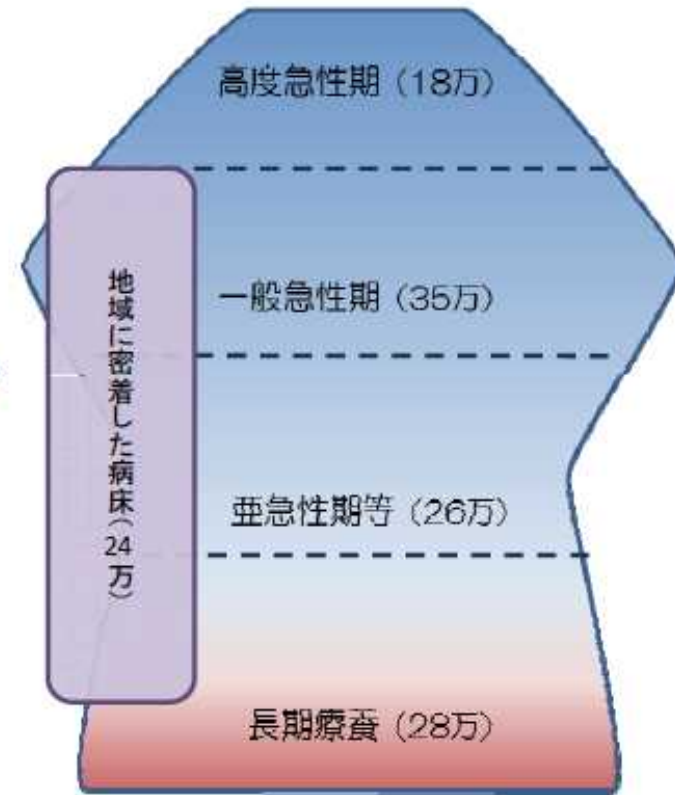 高度急性期（18万）
地域に密着した病床（24万）
一般急性期（35万）
亜急性期等（26万）
長期療養（28万）